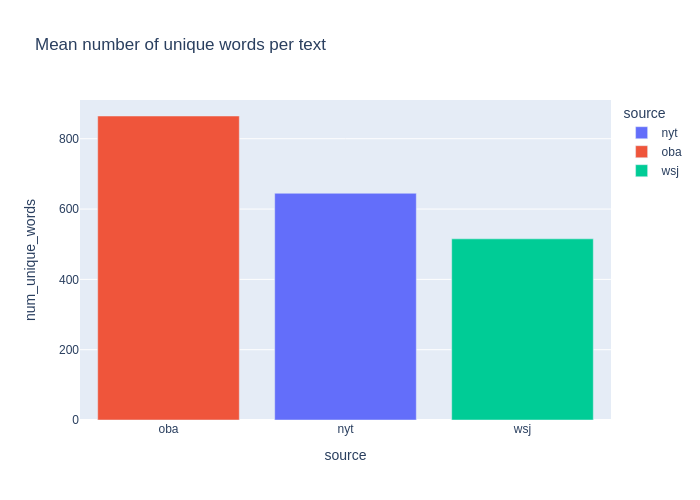 Mean number of unique words per text
source
nyt
oba
wsj
num_unique_words
800
600
400
200
0
oba nyt wsj
source